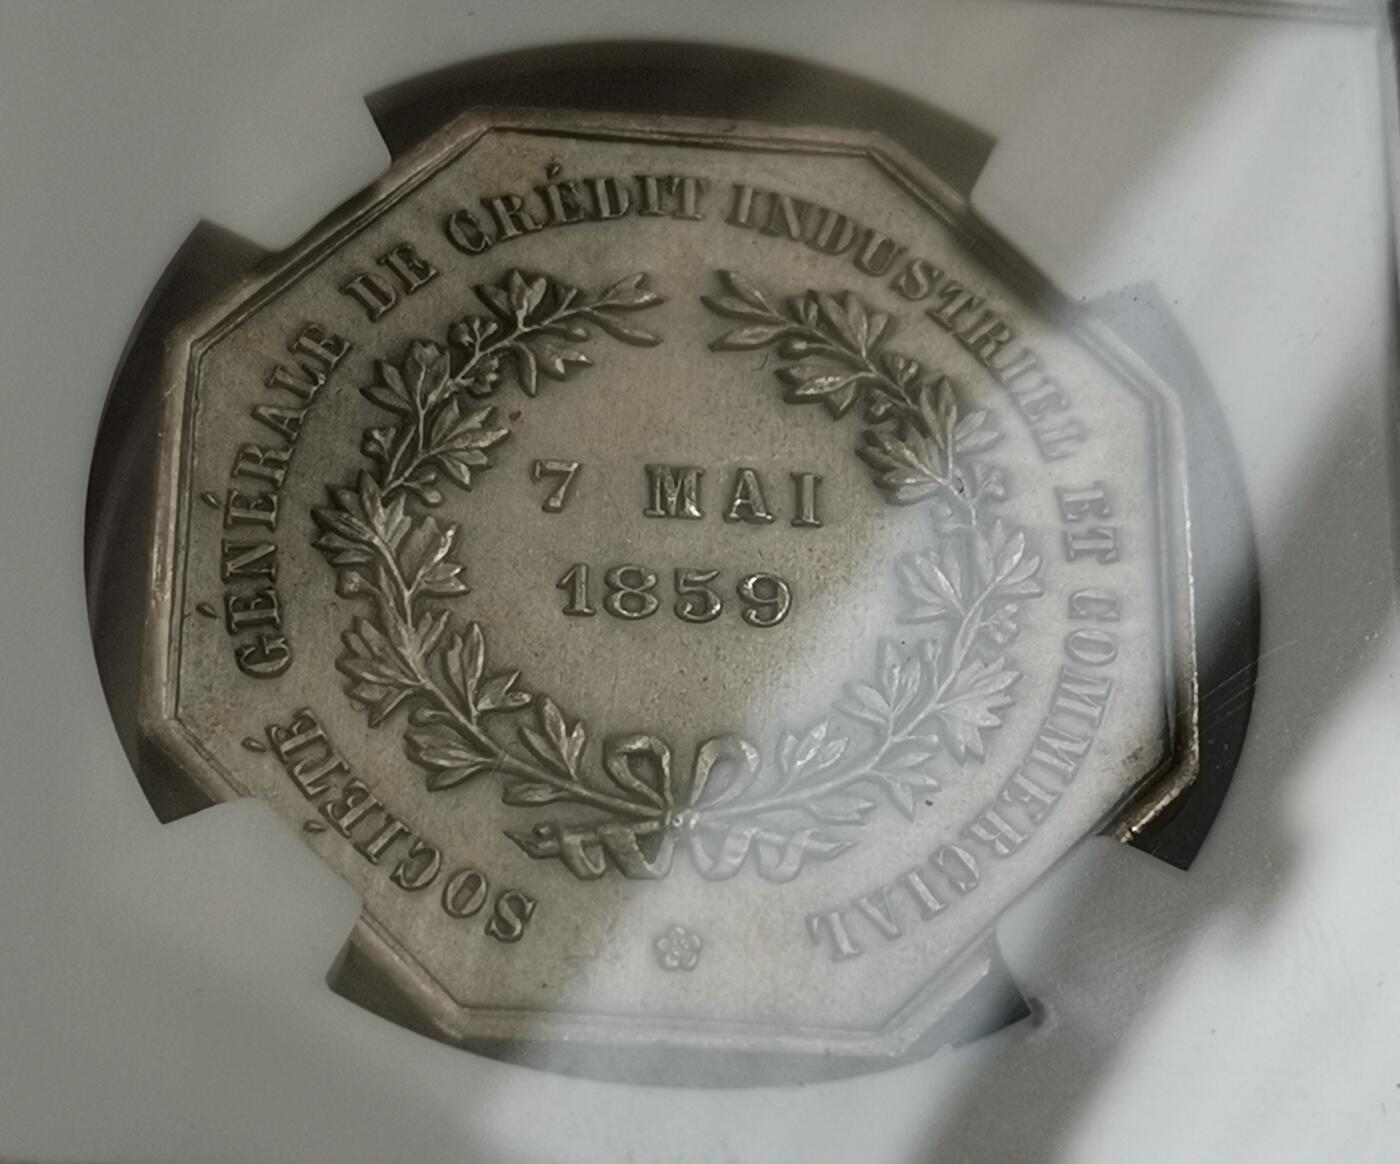 SOCIÉTÉ GÉNÉRALE DE CRÉDIT INDUSTRIEL ET COMMERCIAL
7 MAI
1859